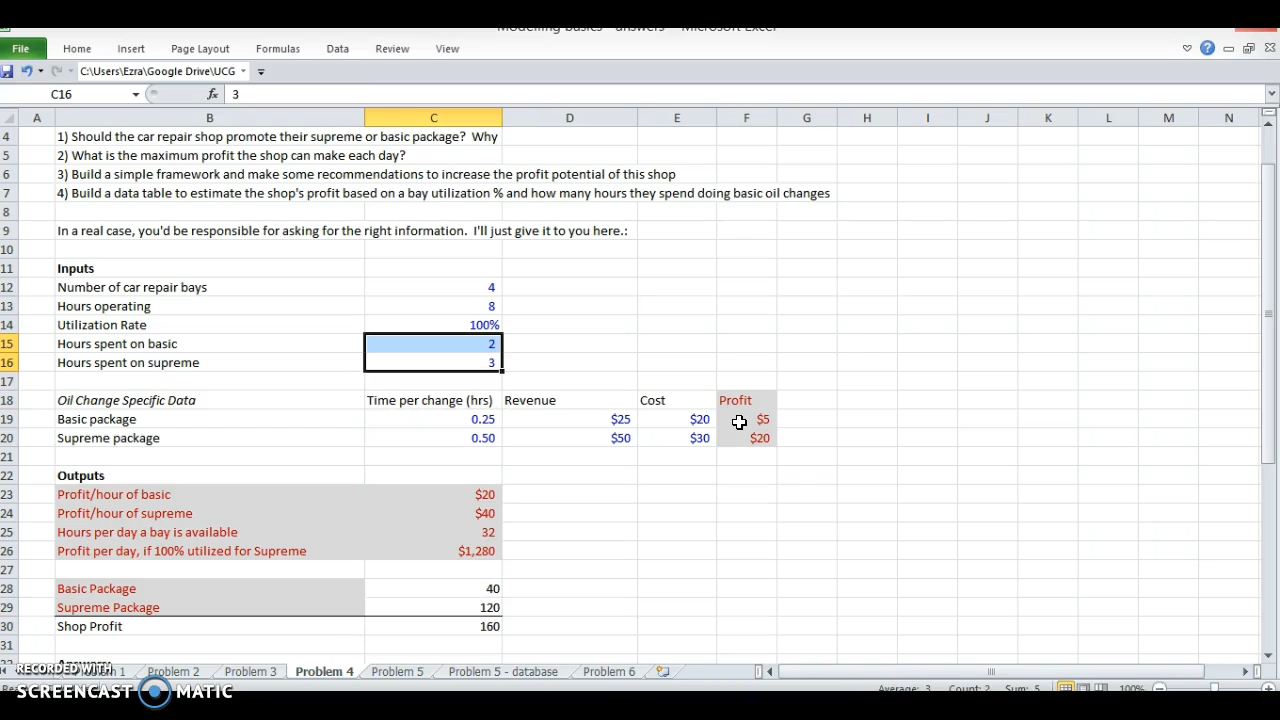 Modelling basics - answers - Microsoft Excel
File Home Insert Page Layout Formulas Data Review View
C:\Users\Ezra\Google Drive\UCG
C16 fx 3
A B C D E F G H I J K L M N
4 1) Should the car repair shop promote their supreme or basic package? Why
5 2) What is the maximum profit the shop can make each day?
6 3) Build a simple framework and make some recommendations to increase the profit potential of this shop
7 4) Build a data table to estimate the shop's profit based on a bay utilization % and how many hours they spend doing basic oil changes
8
9 In a real case, you'd be responsible for asking for the right information. I'll just give it to you here.:
10
11 Inputs
12 Number of car repair bays 4
13 Hours operating 8
14 Utilization Rate 100%
15 Hours spent on basic 2
16 Hours spent on supreme 3
17
18 Oil Change Specific Data Time per change (hrs) Revenue Cost Profit
19 Basic package 0.25 $25 $20 $5
20 Supreme package 0.50 $50 $30 $20
21
22 Outputs
23 Profit/hour of basic $20
24 Profit/hour of supreme $40
25 Hours per day a bay is available 32
26 Profit per day, if 100% utilized for Supreme $1,280
27
28 Basic Package 40
29 Supreme Package 120
30 Shop Profit 160
31
Problem 2 Problem 3 Problem 4 Problem 5 Problem 5 - database Problem 6
RECORDED WITH
SCREENCAST MATIC
Average: 3 Count: 2 Sum: 5 100%